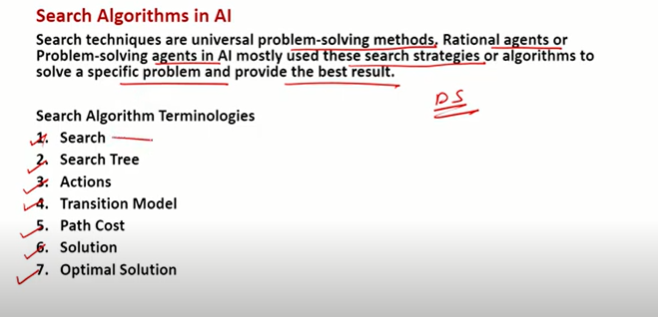 Search Algorithms in AI
Search techniques are universal problem-solving methods. Rational agents or
Problem-solving agents in AI mostly used these search strategies or algorithms to
solve a specific problem and provide the best result.
DS
Search Algorithm Terminologies
1. Search
2. Search Tree
3. Actions
4. Transition Model
5. Path Cost
6. Solution
7. Optimal Solution